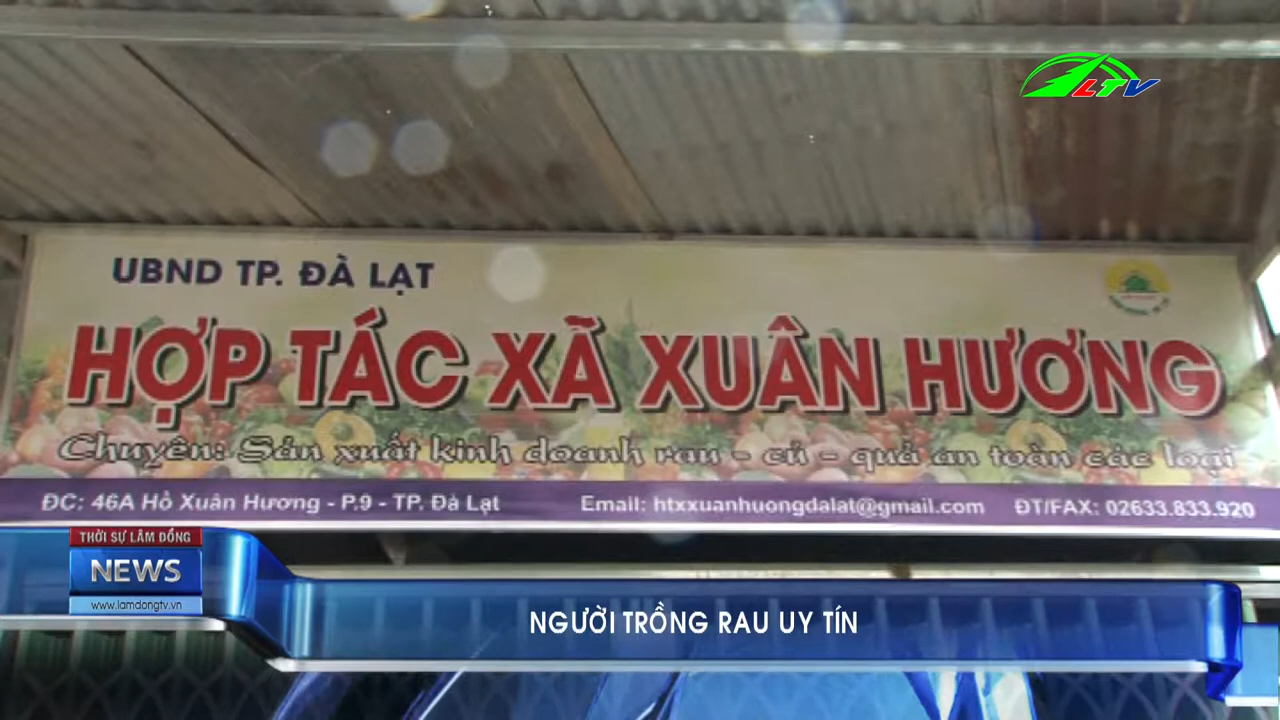 LTV
UBND TP. ĐÀ LẠT
HỢP TÁC XÃ XUÂN HƯƠNG
Chuyên: Sản xuất kinh doanh rau - củ - quả an toàn các loại
ĐC: 46A Hồ Xuân Hương - P.9 - TP. Đà Lạt Email: htxxuanhuongdalat@gmail.com ĐT/FAX: 02633.833.920
THỜI SỰ LÂM ĐỒNG
NEWS
www.lamdongtv.vn
NGƯỜI TRỒNG RAU UY TÍN